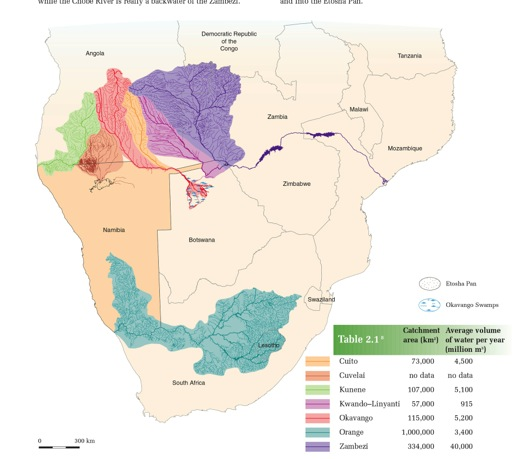 while the Chobe River is really a backwater of the Zambezi.
and into the Etosha Pan.
Democratic Republic
of the
Congo
Angola
Tanzania
Malawi
Zambia
Mozambique
Zimbabwe
Namibia
Botswana
Etosha Pan
Swaziland
Okavango Swamps
Lesotho
South Africa
0 300 km
Table 2.1⁸ Catchment area (km²) Average volume of water per year (million m³)
Cuito 73,000 4,500
Cuvelai no data no data
Kunene 107,000 5,100
Kwando–Linyanti 57,000 915
Okavango 115,000 5,200
Orange 1,000,000 3,400
Zambezi 334,000 40,000